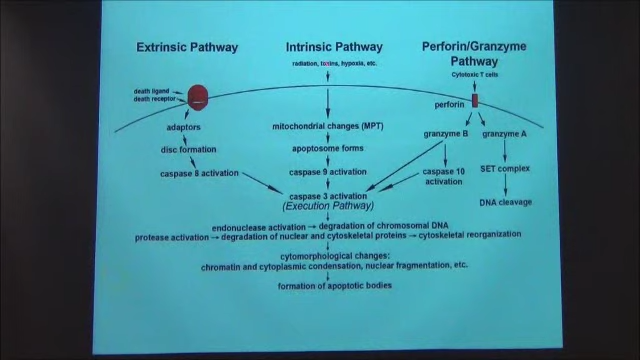 Extrinsic Pathway
Intrinsic Pathway
Perforin/Granzyme
Pathway
radiation, toxins, hypoxia, etc.
Cytotoxic T cells
death ligand
death receptor
perforin
adaptors
mitochondrial changes (MPT)
granzyme B
granzyme A
disc formation
apoptosome forms
caspase 8 activation
caspase 9 activation
caspase 10
activation
SET complex
caspase 3 activation
(Execution Pathway)
DNA cleavage
endonuclease activation → degradation of chromosomal DNA
protease activation → degradation of nuclear and cytoskeletal proteins → cytoskeletal reorganization
cytomorphological changes:
chromatin and cytoplasmic condensation, nuclear fragmentation, etc.
formation of apoptotic bodies